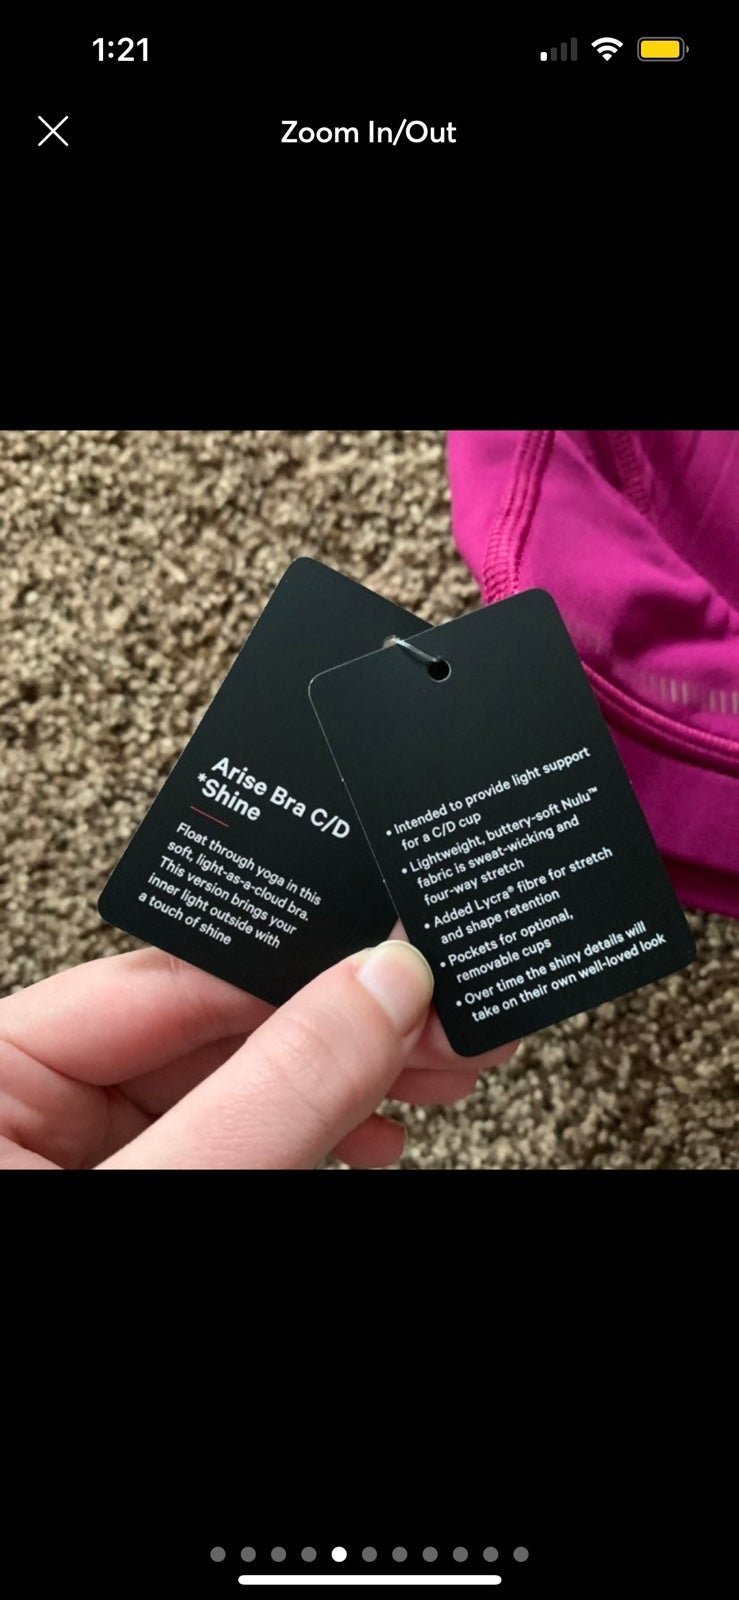 1:21
Zoom In/Out
Arise Bra C/D
*Shine
Float through yoga in this
soft, light-as-a-cloud bra.
This version brings your
inner light outside with
a touch of shine
• Intended to provide light support
for a C/D cup
• Lightweight, buttery-soft Nulu™
fabric is sweat-wicking and
four-way stretch
• Added Lycra® fibre for stretch
and shape retention
• Pockets for optional,
removable cups
• Over time the shiny details will
take on their own well-loved look